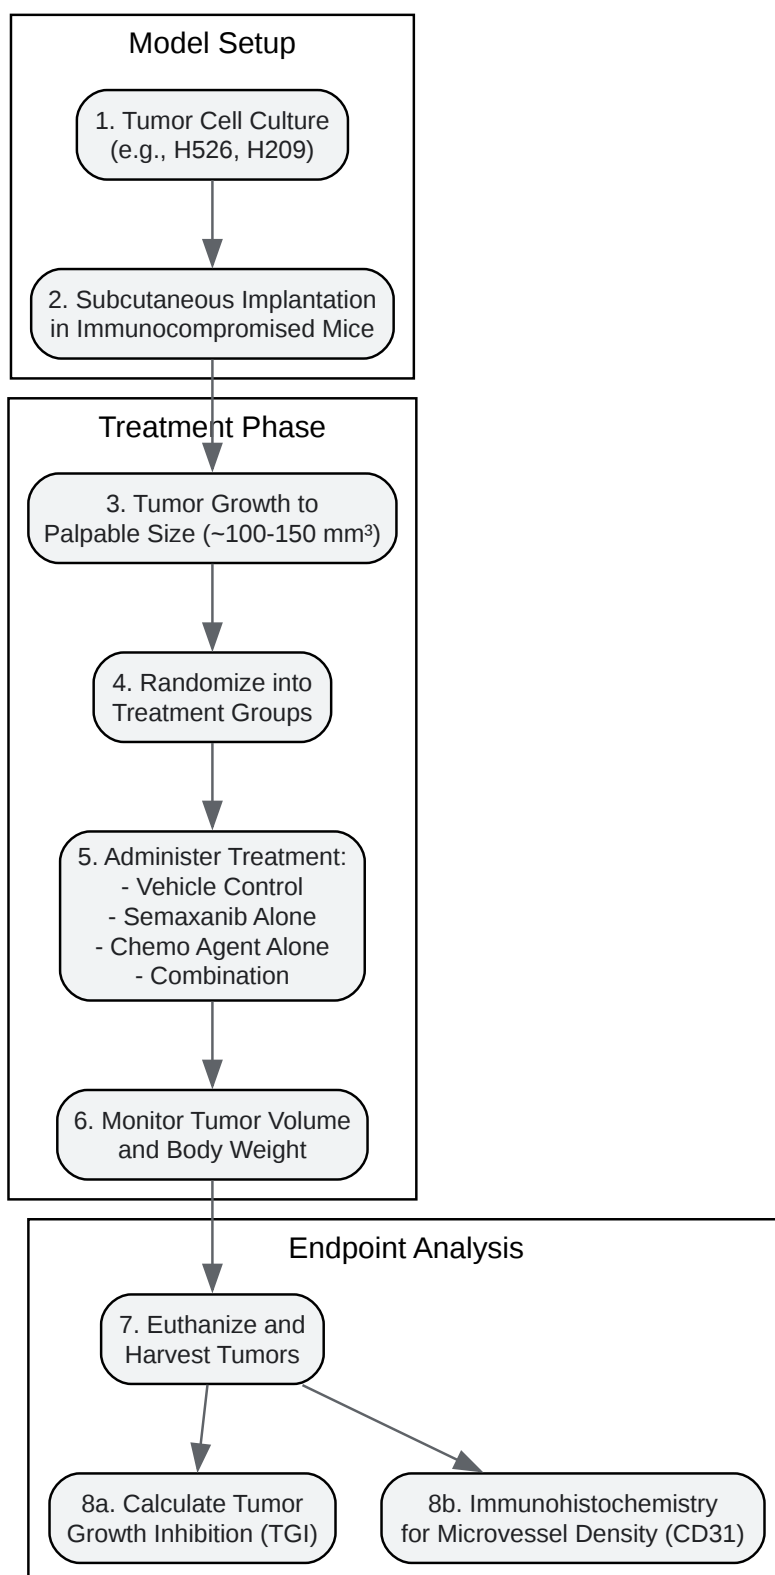 Model Setup
1. Tumor Cell Culture
(e.g., H526, H209)
2. Subcutaneous Implantation
in Immunocompromised Mice
Treatment Phase
3. Tumor Growth to
Palpable Size (~100-150 mm³)
4. Randomize into
Treatment Groups
5. Administer Treatment:
- Vehicle Control
- Semaxanib Alone
- Chemo Agent Alone
- Combination
6. Monitor Tumor Volume
and Body Weight
Endpoint Analysis
7. Euthanize and
Harvest Tumors
8a. Calculate Tumor
Growth Inhibition (TGI)
8b. Immunohistochemistry
for Microvessel Density (CD31)